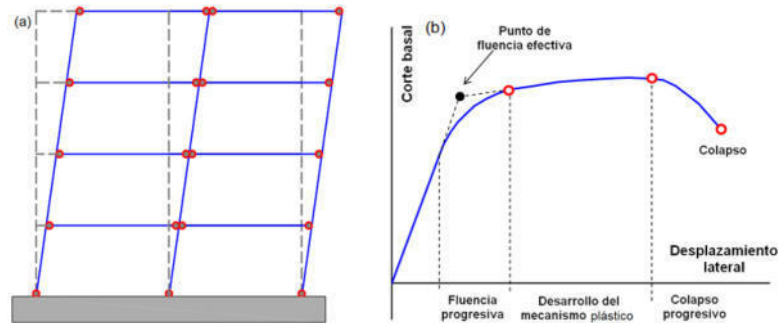 (a)
(b)
Corte basal
Punto de
fluencia efectiva
Colapso
Desplazamiento
lateral
Fluencia
progresiva
Desarrollo del
mecanismo plástico
Colapso
progresivo